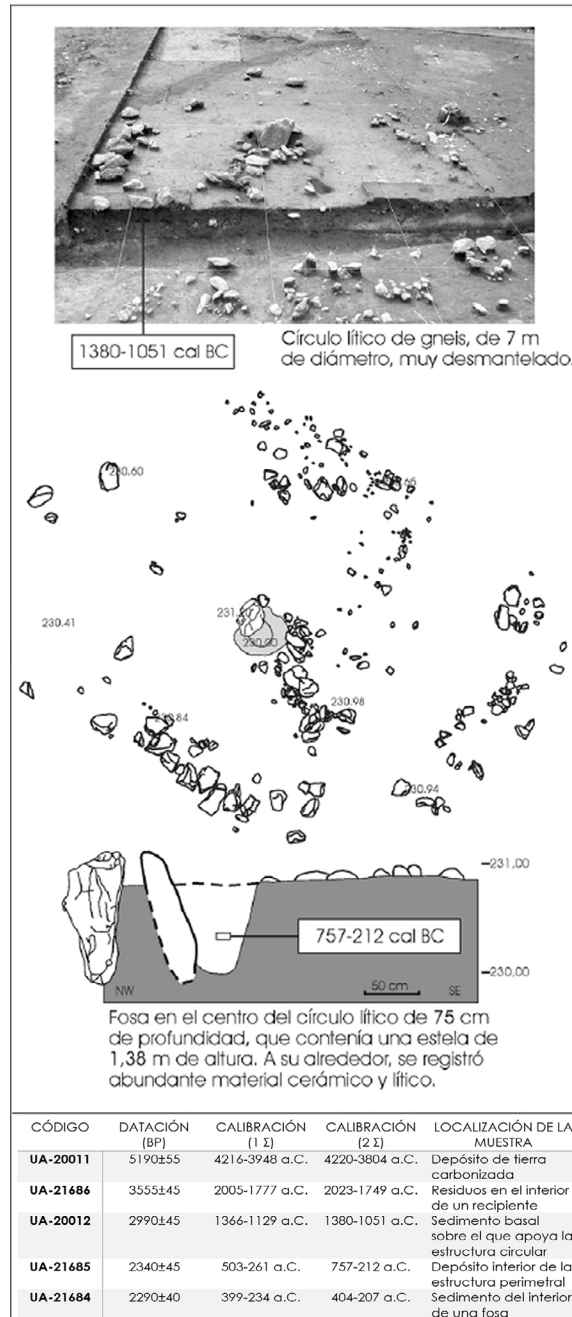 1380-1051 cal BC
Círculo lítico de gneis, de 7 m
de diámetro, muy desmantelado.
230.60
230.41
230.00
230.98
230.84
230.94
231,00
757-212 cal BC
230,00
NW
50 cm
SE
Fosa en el centro del círculo lítico de 75 cm
de profundidad, que contenía una estela de
1,38 m de altura. A su alrededor, se registró
abundante material cerámico y lítico.
CÓDIGO DATACIÓN (BP) CALIBRACIÓN (1 Σ) CALIBRACIÓN (2 Σ) LOCALIZACIÓN DE LA MUESTRA
UA-20011 5190±55 4216-3948 a.C. 4220-3804 a.C. Depósito de tierra
carbonizada
UA-21686 3555±45 2005-1777 a.C. 2023-1749 a.C. Residuos en el interior
de un recipiente
UA-20012 2990±45 1366-1129 a.C. 1380-1051 a.C. Sedimento basal
sobre el que apoya la
estructura circular
UA-21685 2340±45 503-261 a.C. 757-212 a.C. Depósito interior de la
estructura perimetral
UA-21684 2290±40 399-234 a.C. 404-207 a.C. Sedimento del interior
de una fosa